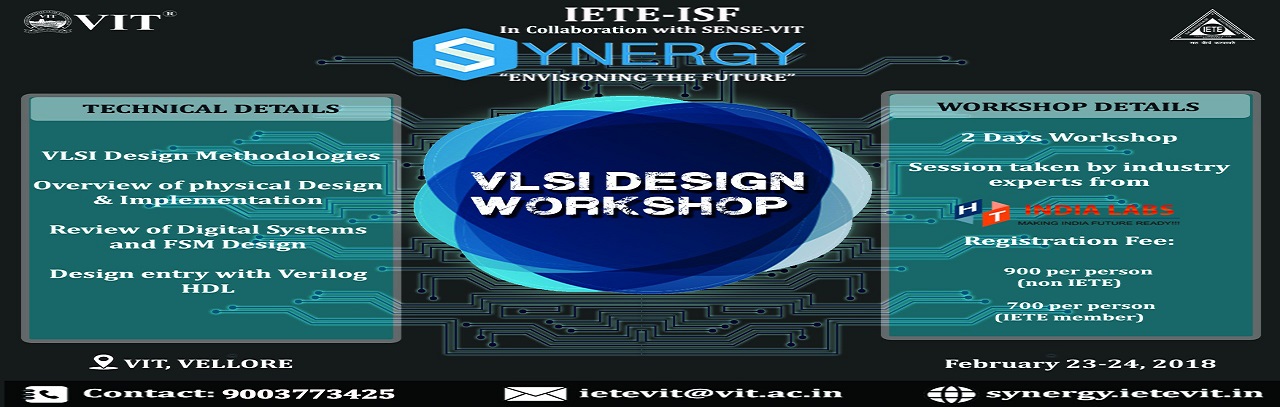 VIT
VIT®
IETE-ISF
In Collaboration with SENSE-VIT
SYNERGY
"ENVISIONING THE FUTURE"
IETE
TECHNICAL DETAILS
VLSI Design Methodologies
Overview of physical Design
& Implementation
Review of Digital Systems
and FSM Design
Design entry with Verilog
HDL
VLSI DESIGN
WORKSHOP
WORKSHOP DETAILS
2 Days Workshop
Session taken by industry
experts from
HT INDIA LABS
MAKING INDIA FUTURE READY!!!
Registration Fee:
900 per person
(non IETE)
700 per person
(IETE member)
VIT, VELLORE
February 23-24, 2018
Contact: 9003773425
ietevit@vit.ac.in
synergy.ietevit.in